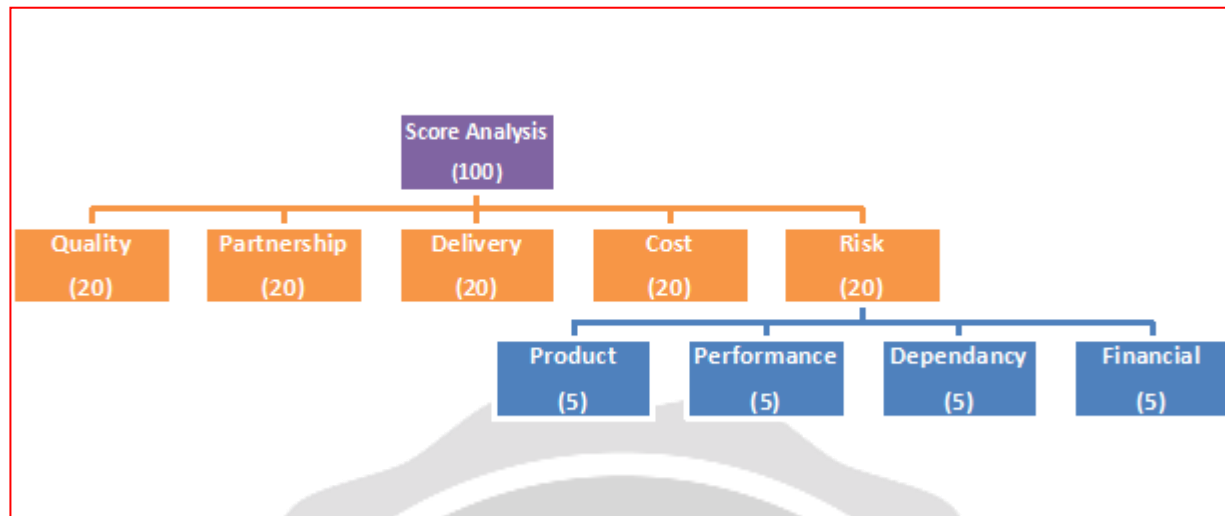 Score Analysis
(100)
Quality
(20)
Partnership
(20)
Delivery
(20)
Cost
(20)
Risk
(20)
Product
(5)
Performance
(5)
Dependancy
(5)
Financial
(5)